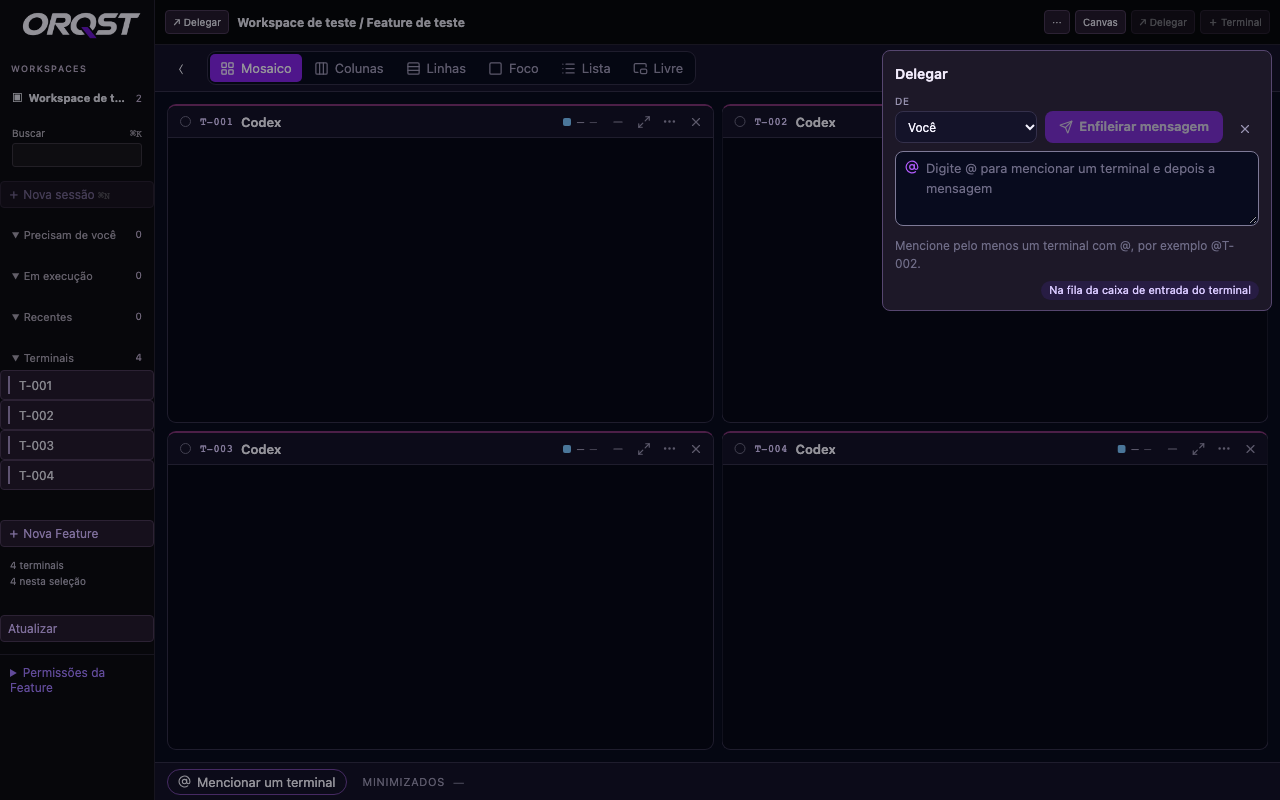 ORQST
Delegar
Workspace de teste / Feature de teste
...
Canvas
Delegar
+ Terminal
WORKSPACES
Workspace de t... 2
Buscar ⌘K
+ Nova sessão ⌘N
Precisam de você 0
Em execução 0
Recentes 0
Terminais 4
T-001
T-002
T-003
T-004
+ Nova Feature
4 terminais
4 nesta seleção
Atualizar
Permissões da
Feature
Mosaico
Colunas
Linhas
Foco
Lista
Livre
T-001 Codex
T-002 Codex
T-003 Codex
T-004 Codex
Delegar
DE
Você
Enfileirar mensagem
@ Digite @ para mencionar um terminal e depois a
mensagem
Mencione pelo menos um terminal com @, por exemplo @T-
002.
Na fila da caixa de entrada do terminal
@ Mencionar um terminal
MINIMIZADOS —